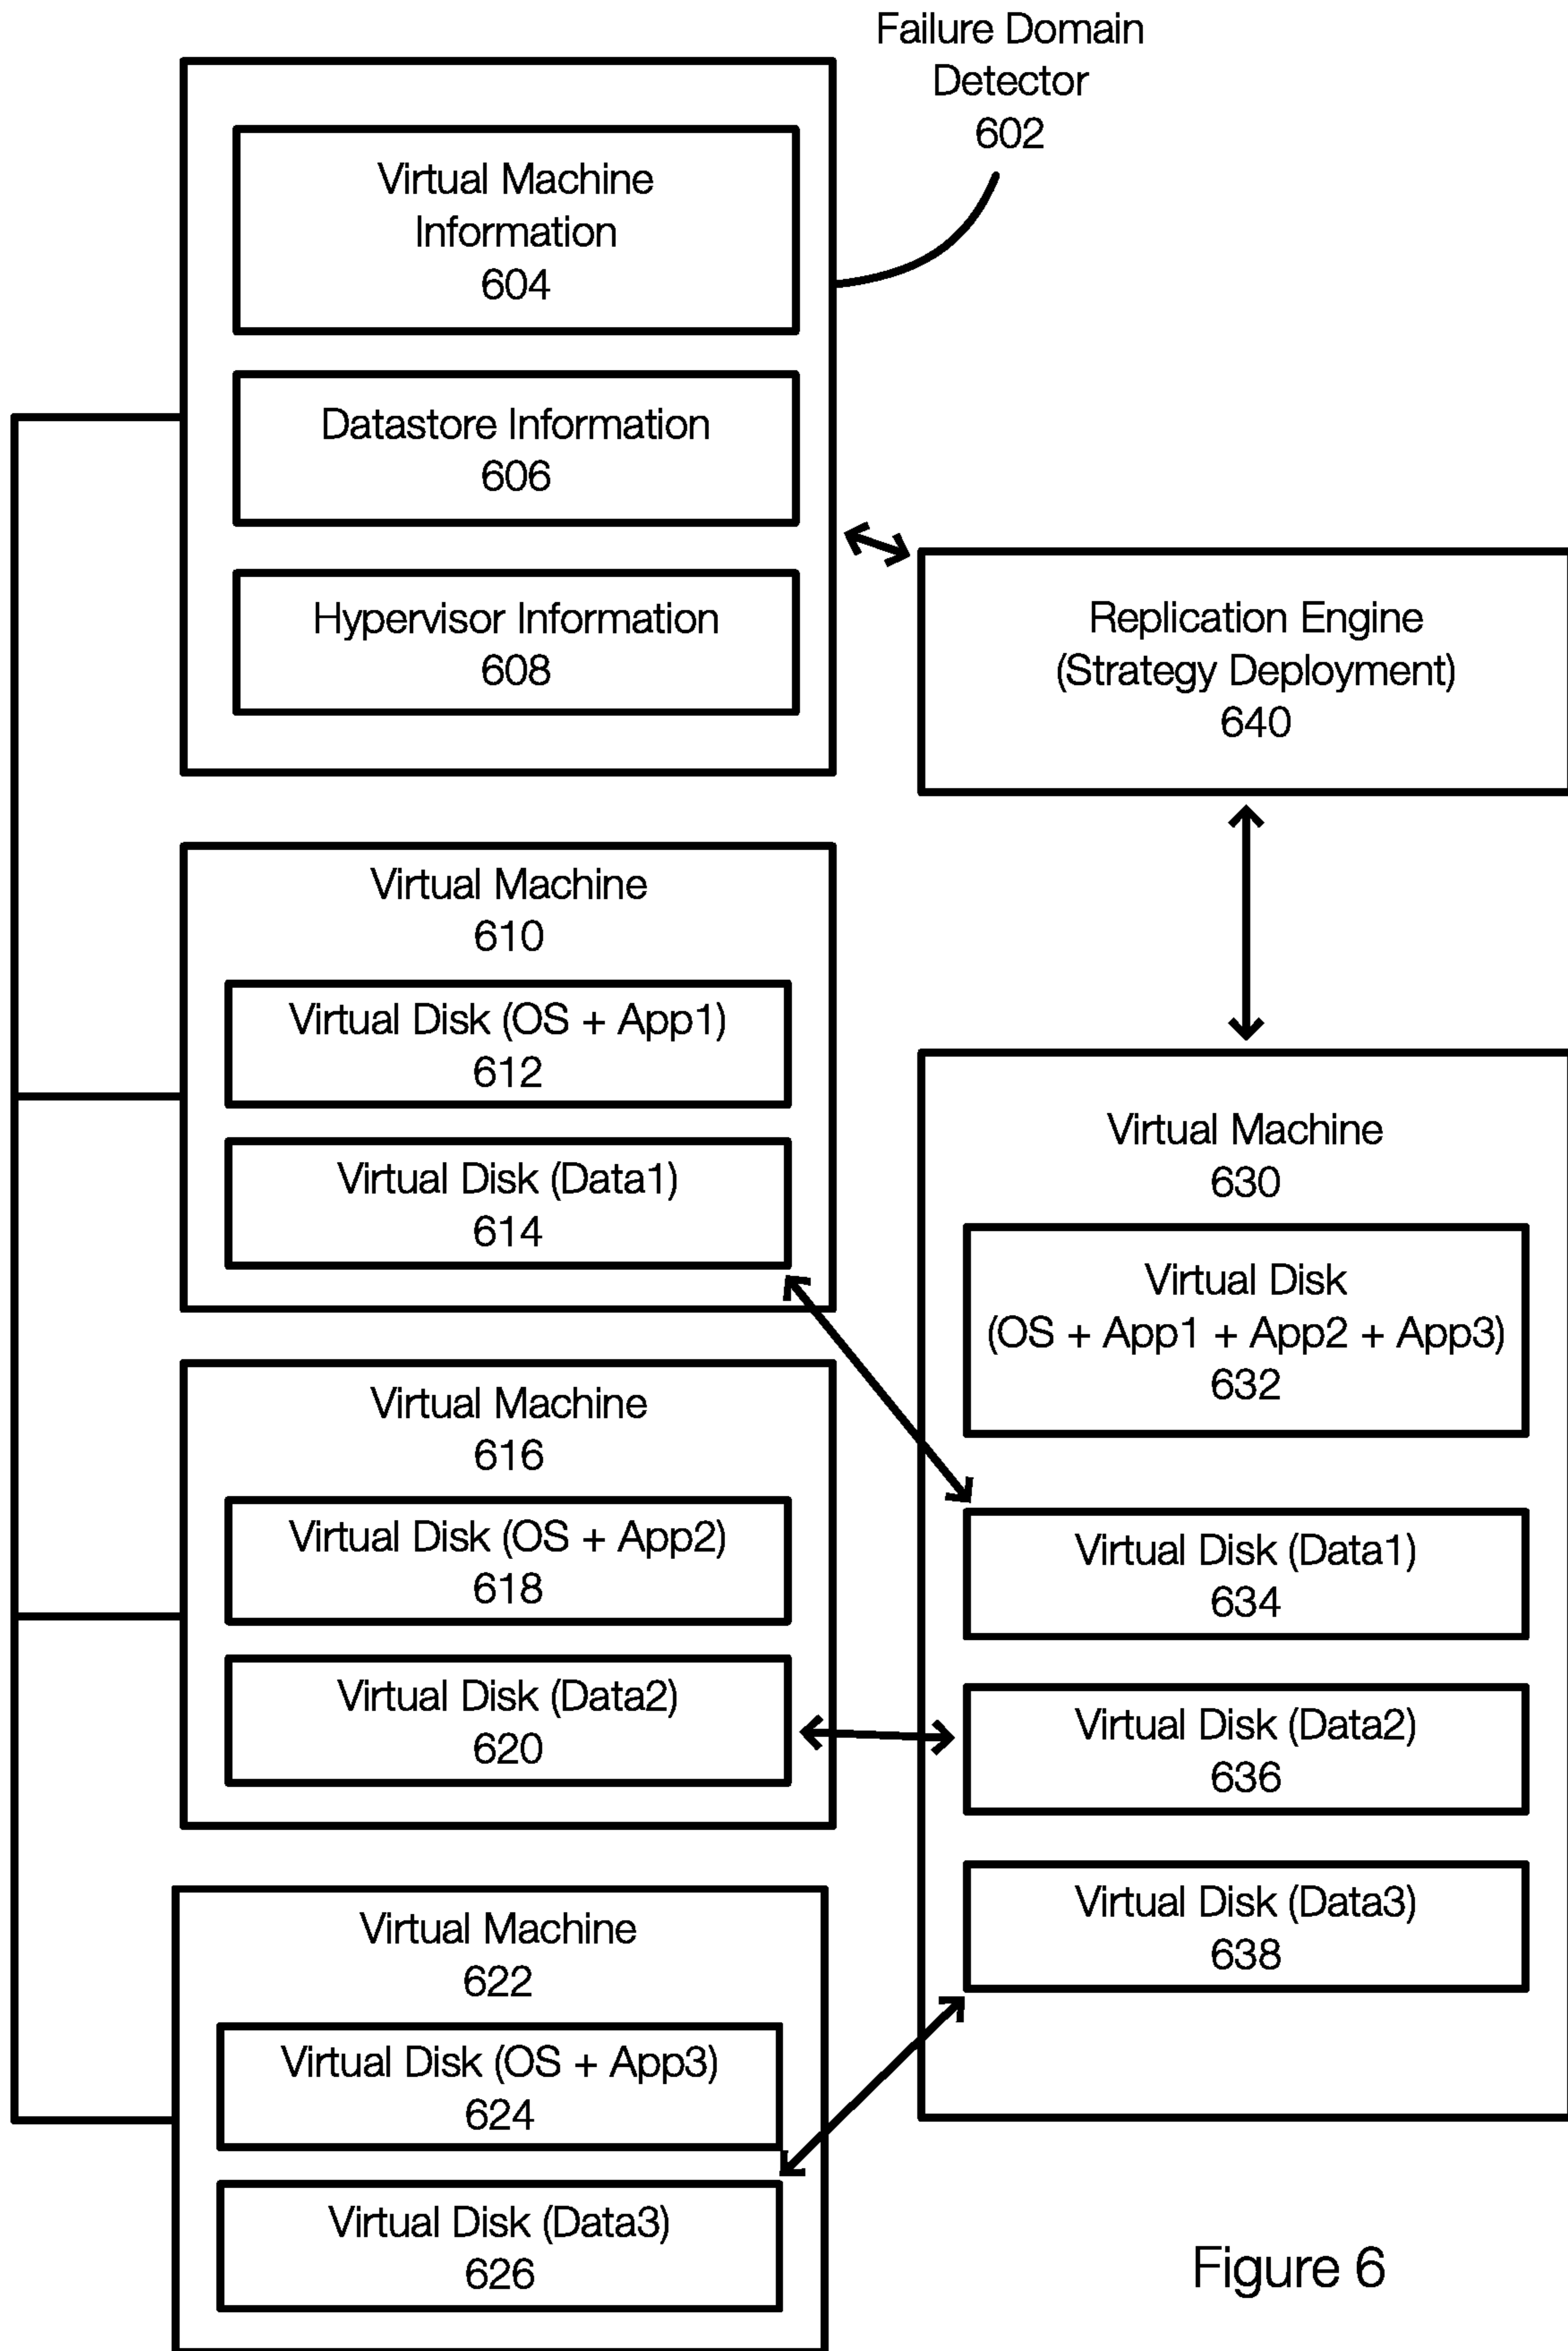 Failure Domain
Detector
602
Virtual Machine
Information
604
Datastore Information
606
Hypervisor Information
608
Replication Engine
(Strategy Deployment)
640
Virtual Machine
610
Virtual Disk (OS + App1)
612
Virtual Disk (Data1)
614
Virtual Machine
616
Virtual Disk (OS + App2)
618
Virtual Disk (Data2)
620
Virtual Machine
622
Virtual Disk (OS + App3)
624
Virtual Disk (Data3)
626
Virtual Machine
630
Virtual Disk
(OS + App1 + App2 + App3)
632
Virtual Disk (Data1)
634
Virtual Disk (Data2)
636
Virtual Disk (Data3)
638
Figure 6